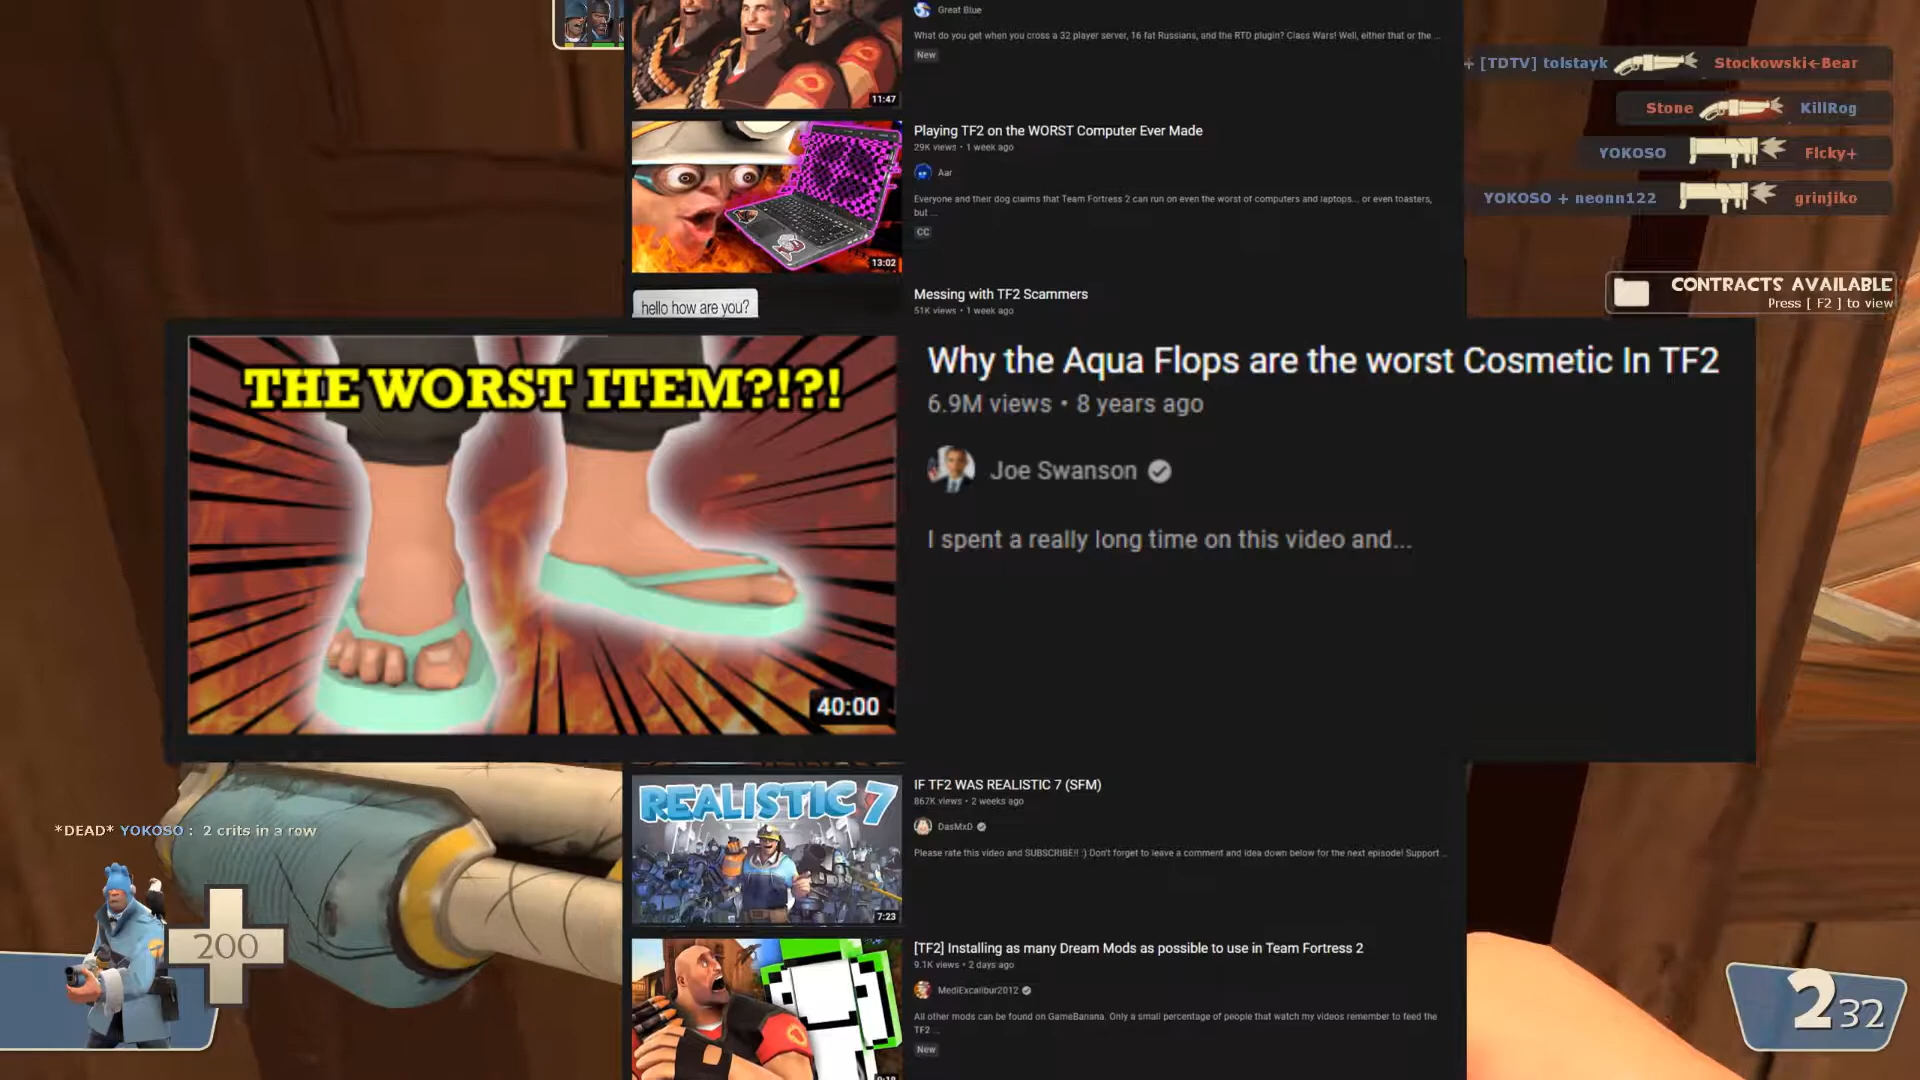 Great Blue
What do you get when you cross a 32 player server, 16 fat Russians, and the RTD plugin? Class Wars! Well, either that or the ...
New
11:47
+ [TDTV] tolstayk Stockowski<-Bear
Stone KillRog
YOKOSO Flcky+
YOKOSO + neonn122 grinjiko
Playing TF2 on the WORST Computer Ever Made
29K views • 1 week ago
Aar
Everyone and their dog claims that Team Fortress 2 can run on even the worst of computers and laptops... or even toasters,
but ...
CC
13:02
CONTRACTS AVAILABLE
Press [ F2 ] to view
hello how are you?
Messing with TF2 Scammers
51K views • 1 week ago
THE WORST ITEM?!?!
40:00
Why the Aqua Flops are the worst Cosmetic In TF2
6.9M views • 8 years ago
Joe Swanson
I spent a really long time on this video and...
REALISTIC 7
7:23
IF TF2 WAS REALISTIC 7 (SFM)
867K views • 2 weeks ago
DasMxD
Please rate this video and SUBSCRIBE!! :) Don't forget to leave a comment and idea down below for the next episode! Support ...
*DEAD* YOKOSO : 2 crits in a row
200
[TF2] Installing as many Dream Mods as possible to use in Team Fortress 2
9.1K views • 2 days ago
MediExcalibur2012
All other mods can be found on GameBanana. Only a small percentage of people that watch my videos remember to feed the
TF2 ...
New
2 32